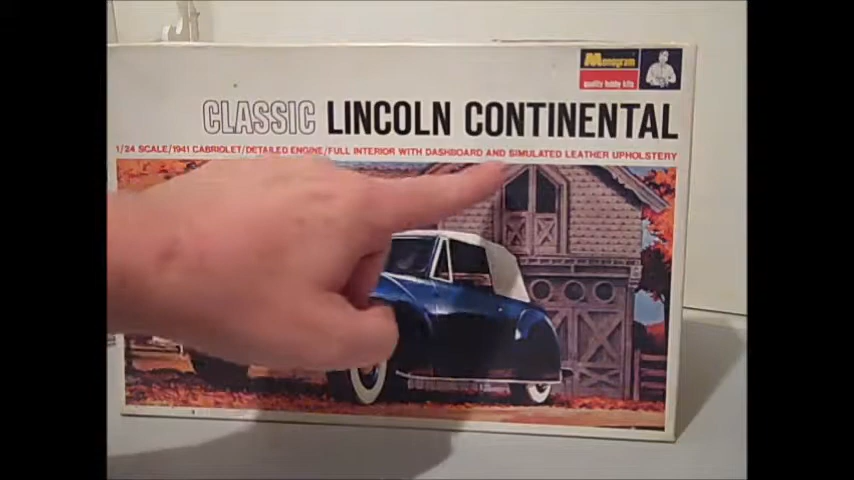 Monogram
quality hobby kits
CLASSIC LINCOLN CONTINENTAL
1/24 SCALE/1941 CABRIOLET/DETAILED ENGINE/FULL INTERIOR WITH DASHBOARD AND SIMULATED LEATHER UPHOLSTERY